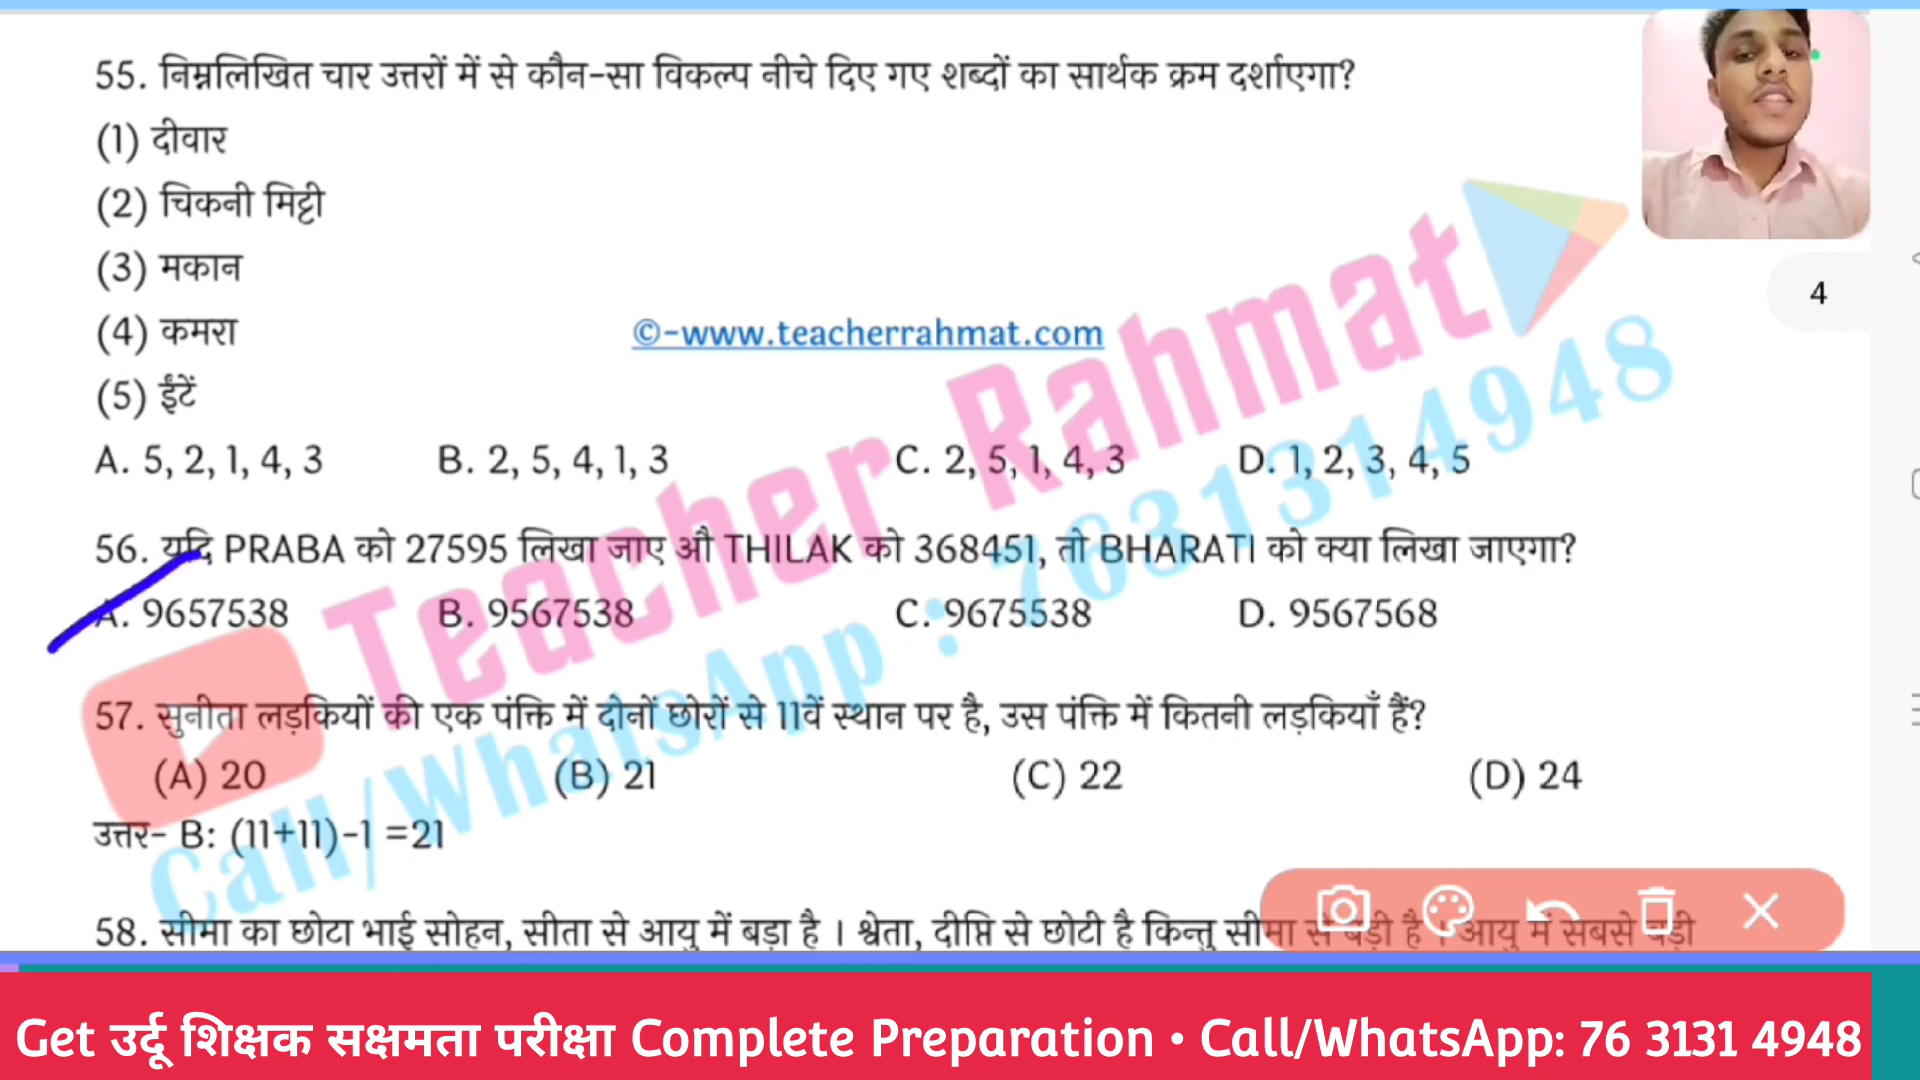 55. निम्नलिखित चार उत्तरों में से कौन-सा विकल्प नीचे दिए गए शब्दों का सार्थक क्रम दर्शाएगा?
(1) दीवार
(2) चिकनी मिट्टी
(3) मकान
(4) कमरा
(5) ईंटें
©-www.teacherrahmat.com
4
A. 5, 2, 1, 4, 3 B. 2, 5, 4, 1, 3 C. 2, 5, 1, 4, 3 D. 1, 2, 3, 4, 5
56. यदि PRABA को 27595 लिखा जाए औ THILAK को 368451, तो BHARATI को क्या लिखा जाएगा?
A. 9657538 B. 9567538 C. 9675538 D. 9567568
57. सुनीता लड़कियों की एक पंक्ति में दोनों छोरों से 11वें स्थान पर है, उस पंक्ति में कितनी लड़कियाँ हैं?
(A) 20 (B) 21 (C) 22 (D) 24
उत्तर- B: (11+11)-1 =21
58. सीमा का छोटा भाई सोहन, सीता से आयु में बड़ा है । श्वेता, दीप्ति से छोटी है किन्तु सीमा से बड़ी है । आयु में सबसे बड़ी
Teacher Rahmat
Call/WhatsApp : 7631314948
Get उर्दू शिक्षक सक्षमता परीक्षा Complete Preparation • Call/WhatsApp: 76 3131 4948